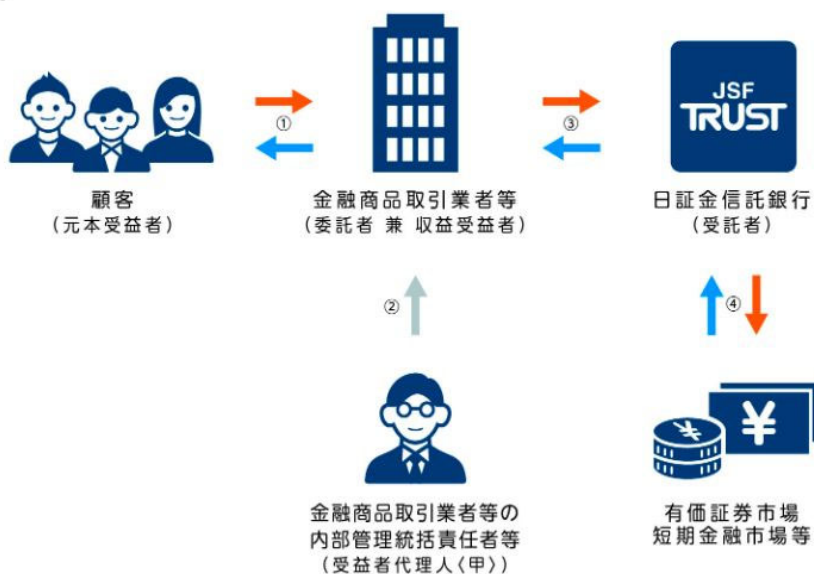 JSF
TRUST
①
③
顧客
(元本受益者)
金融商品取引業者等
(委託者 兼 収益受益者)
日証金信託銀行
(受託者)
②
④
¥
¥
金融商品取引業者等の
内部管理統括責任者等
(受益者代理人〈甲〉)
有価証券市場
短期金融市場等